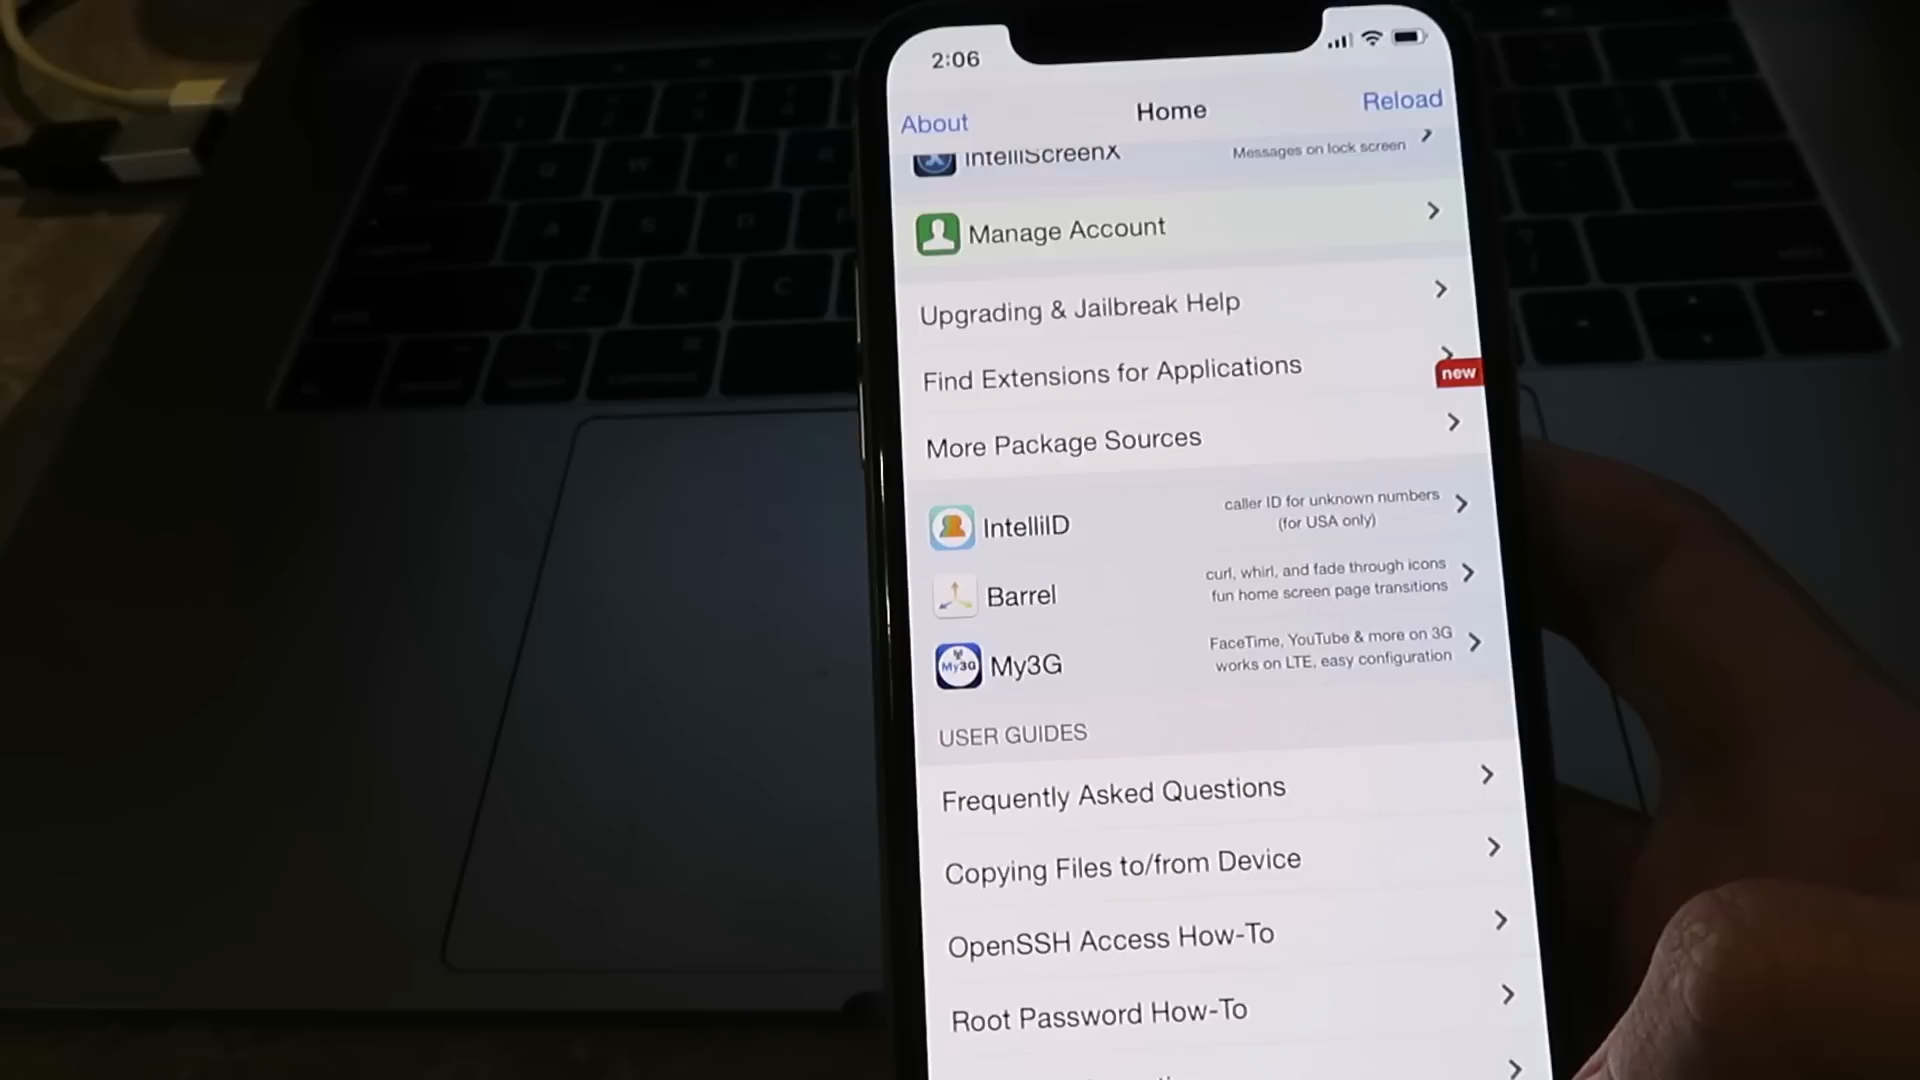 2:06
About
Home
Reload
IntelliScreenX
Messages on lock screen
Manage Account
Upgrading & Jailbreak Help
Find Extensions for Applications
new
More Package Sources
IntelliID
caller ID for unknown numbers
(for USA only)
Barrel
curl, whirl, and fade through icons
fun home screen page transitions
My3G
My3G
FaceTime, YouTube & more on 3G
works on LTE, easy configuration
USER GUIDES
Frequently Asked Questions
Copying Files to/from Device
OpenSSH Access How-To
Root Password How-To